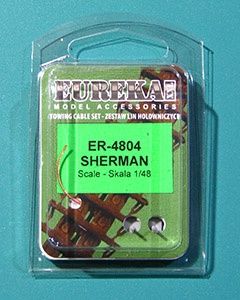 EUREKA!
MODEL ACCESSORIES
TOWING CABLE SET - ZESTAW LIN HOLOWNICZYCH
ER-4804
SHERMAN
Scale - Skala 1/48